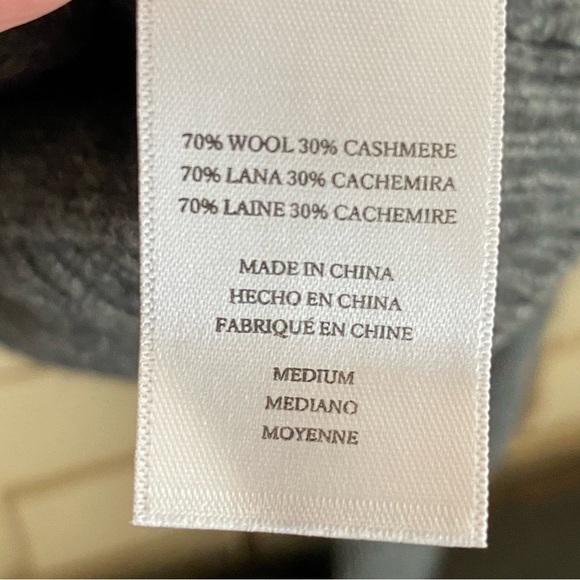 70% WOOL 30% CASHMERE
70% LANA 30% CACHEMIRA
70% LAINE 30% CACHEMIRE
MADE IN CHINA
HECHO EN CHINA
FABRIQUÉ EN CHINE
MEDIUM
MEDIANO
MOYENNE